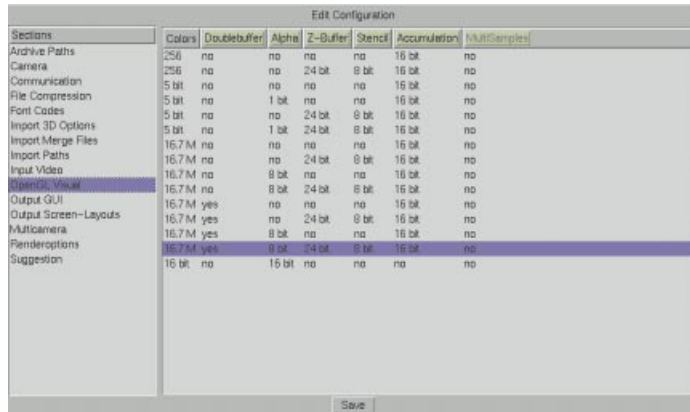 Edit Configuration
Sections
Archive Paths
Camera
Communication
File Compression
Font Codes
Import 3D Options
Import Merge Files
Import Paths
Input Video
OpenGL Visual
Output GUI
Output Screen-Layouts
Multicamera
Renderoptions
Suggestion
Colors Doublebuffer Alpha Z-Buffer Stencil Accumulation MultiSamples
256 no no no no 16 bit no
256 no no 24 bit 8 bit 16 bit no
5 bit no no no no 16 bit no
5 bit no 1 bit no no 16 bit no
5 bit no no 24 bit 8 bit 16 bit no
5 bit no 1 bit 24 bit 8 bit 16 bit no
16.7 M no no no no 16 bit no
16.7 M no no 24 bit 8 bit 16 bit no
16.7 M no 8 bit no no 16 bit no
16.7 M no 8 bit 24 bit 8 bit 16 bit no
16.7 M yes no no no 16 bit no
16.7 M yes no 24 bit 8 bit 16 bit no
16.7 M yes 8 bit no no 16 bit no
16.7 M yes 8 bit 24 bit 8 bit 16 bit no
16 bit no 16 bit no no no no
Save